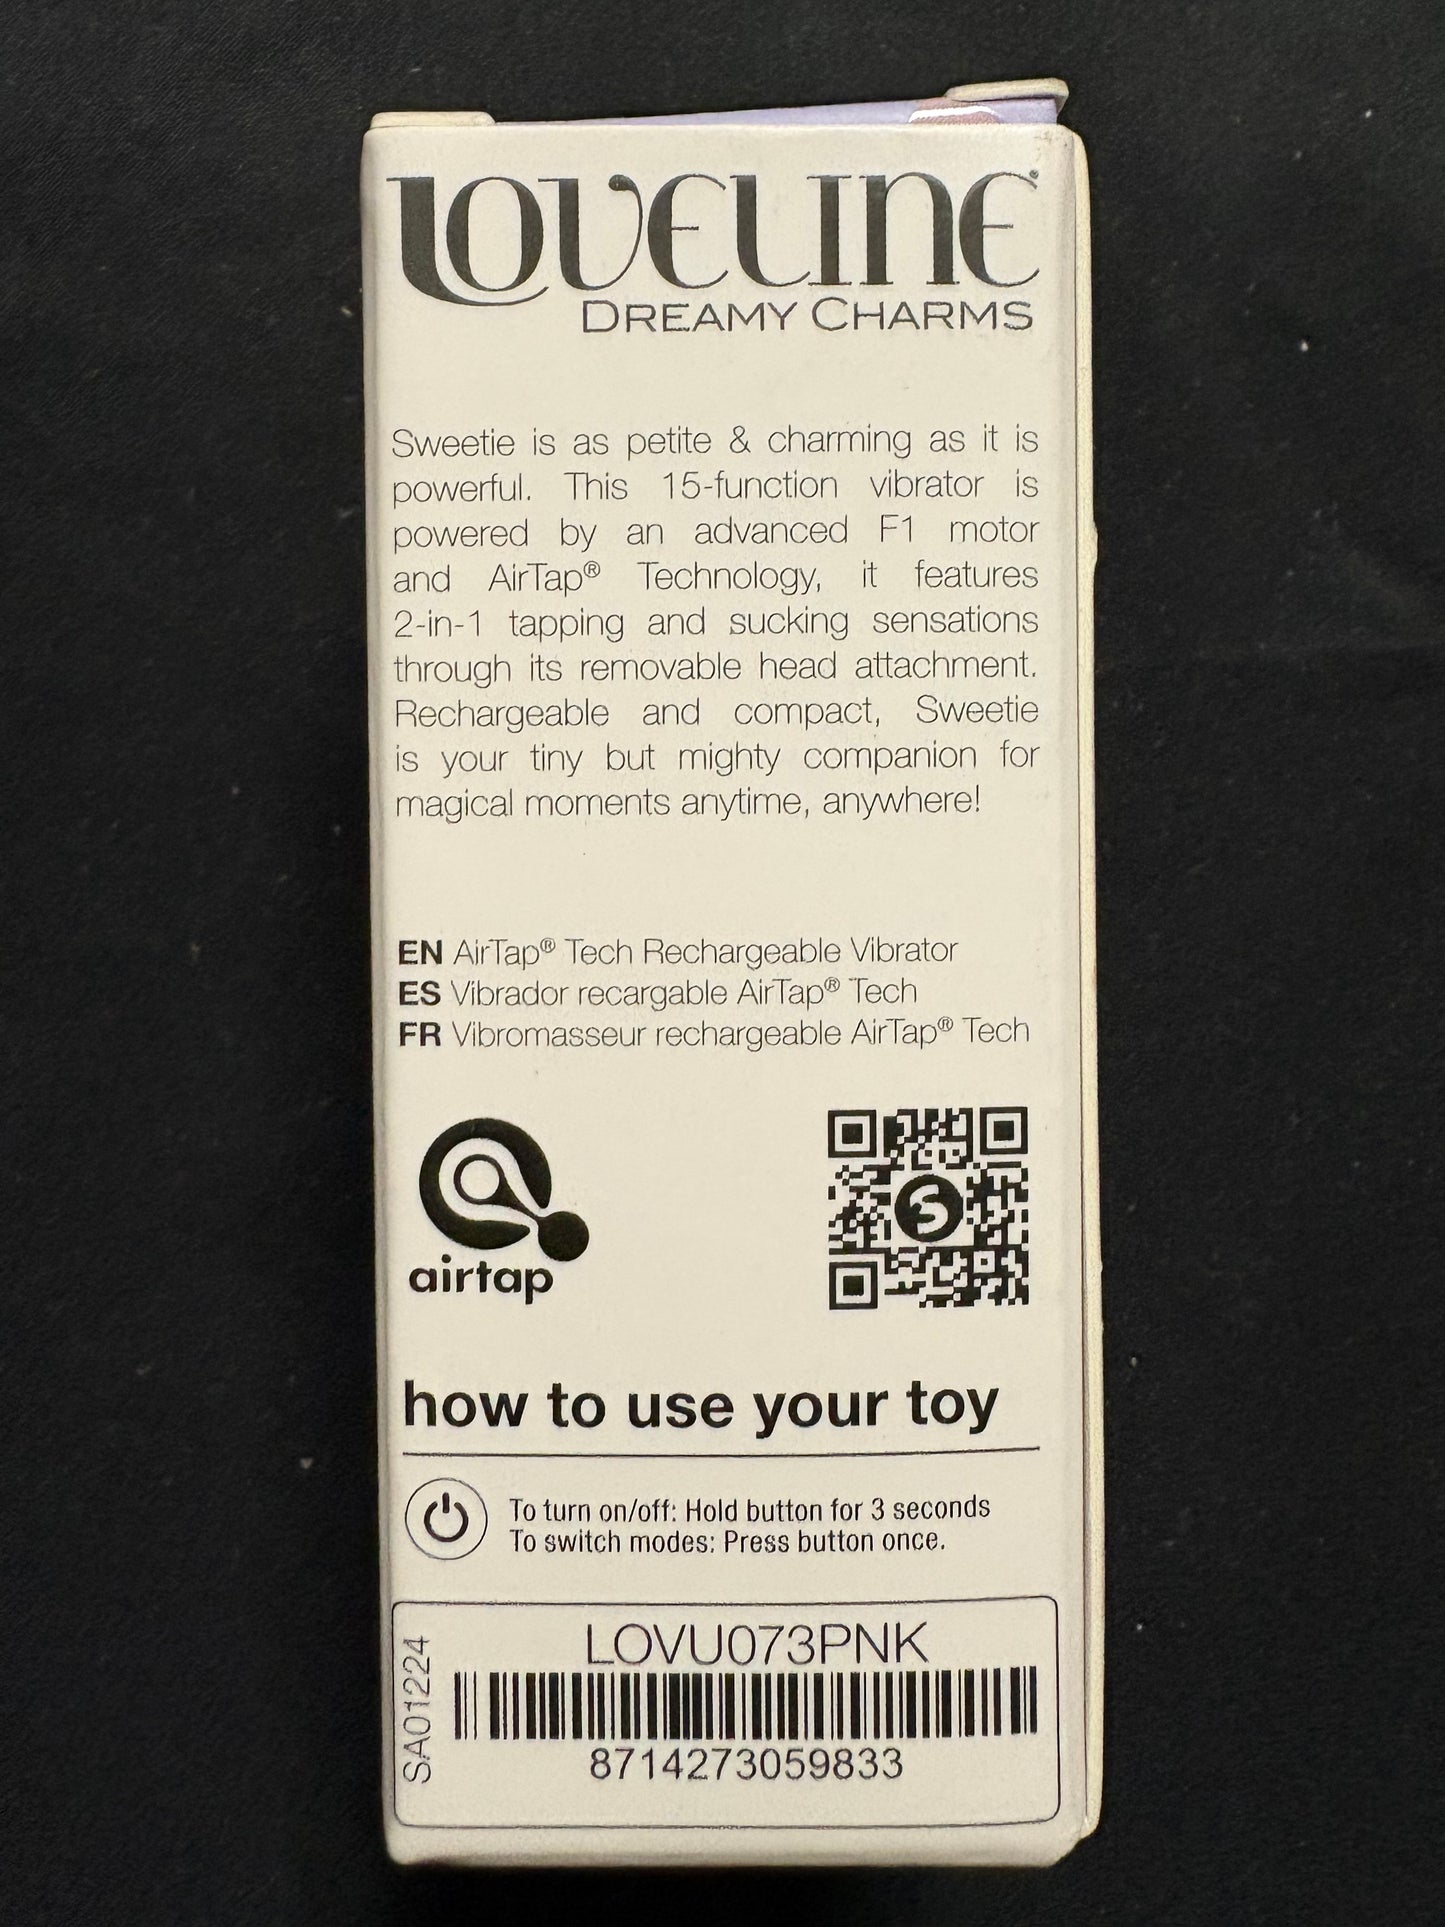 LOVELINE®
DREAMY CHARMS
Sweetie is as petite & charming as it is
powerful. This 15-function vibrator is
powered by an advanced F1 motor
and AirTap® Technology, it features
2-in-1 tapping and sucking sensations
through its removable head attachment.
Rechargeable and compact, Sweetie
is your tiny but mighty companion for
magical moments anytime, anywhere!
EN AirTap® Tech Rechargeable Vibrator
ES Vibrador recargable AirTap® Tech
FR Vibromasseur rechargeable AirTap® Tech
airtap
S
how to use your toy
To turn on/off: Hold button for 3 seconds
To switch modes: Press button once.
LOVU073PNK
SA01224
8714273059833